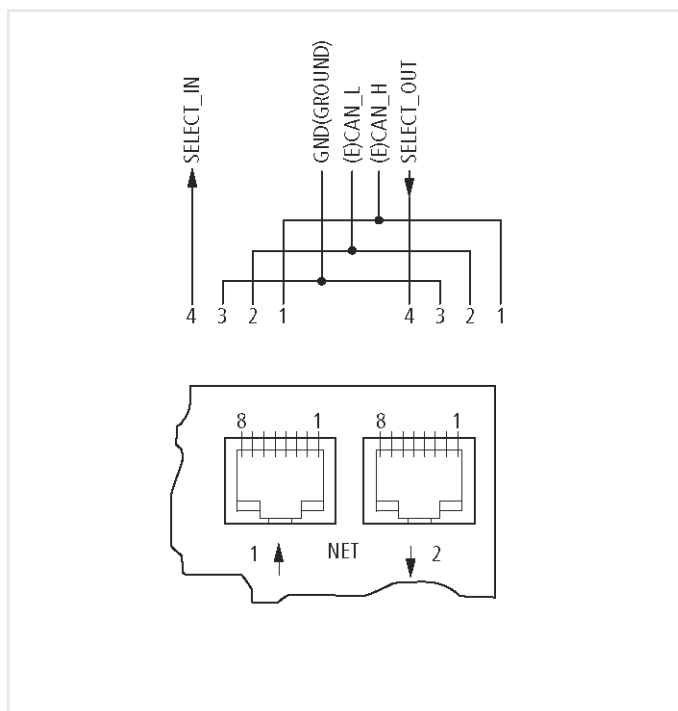 SELECT_IN
GND(GROUND)
(E)CAN_L
(E)CAN_H
SELECT_OUT
4 3 2 1 4 3 2 1
8 1 8 1
1 NET 2